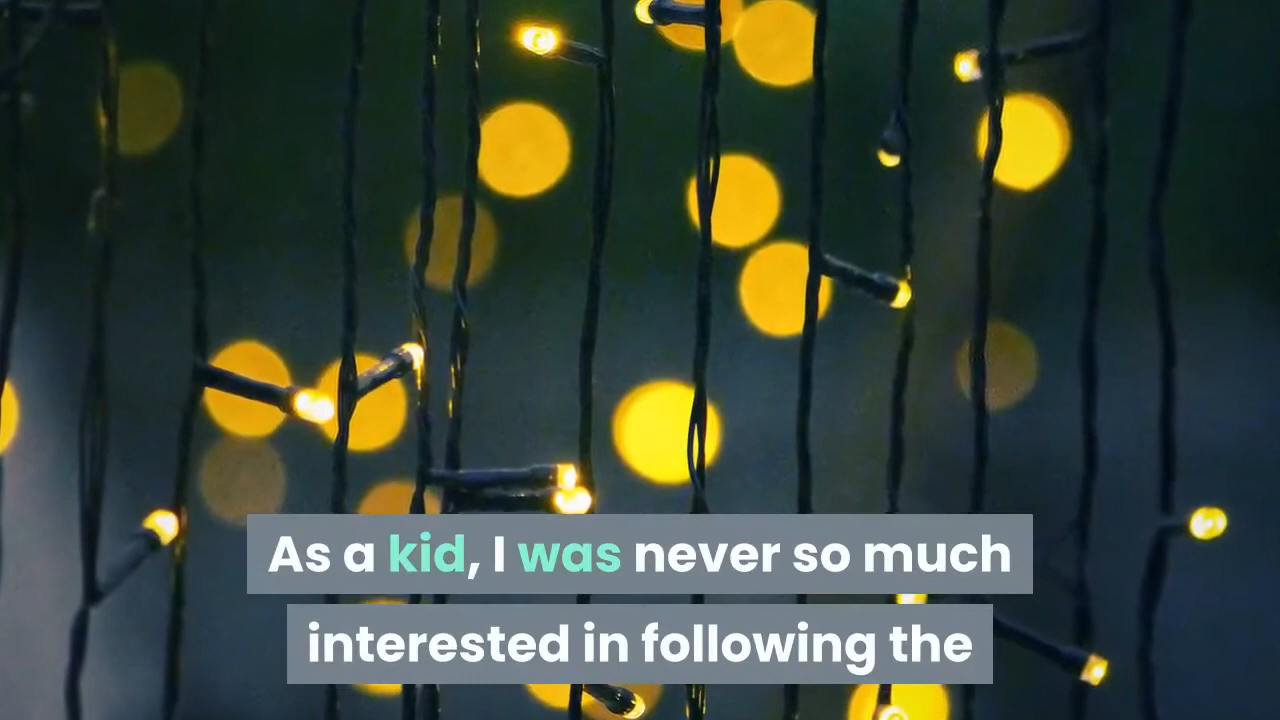 As a kid, I was never so much
interested in following the